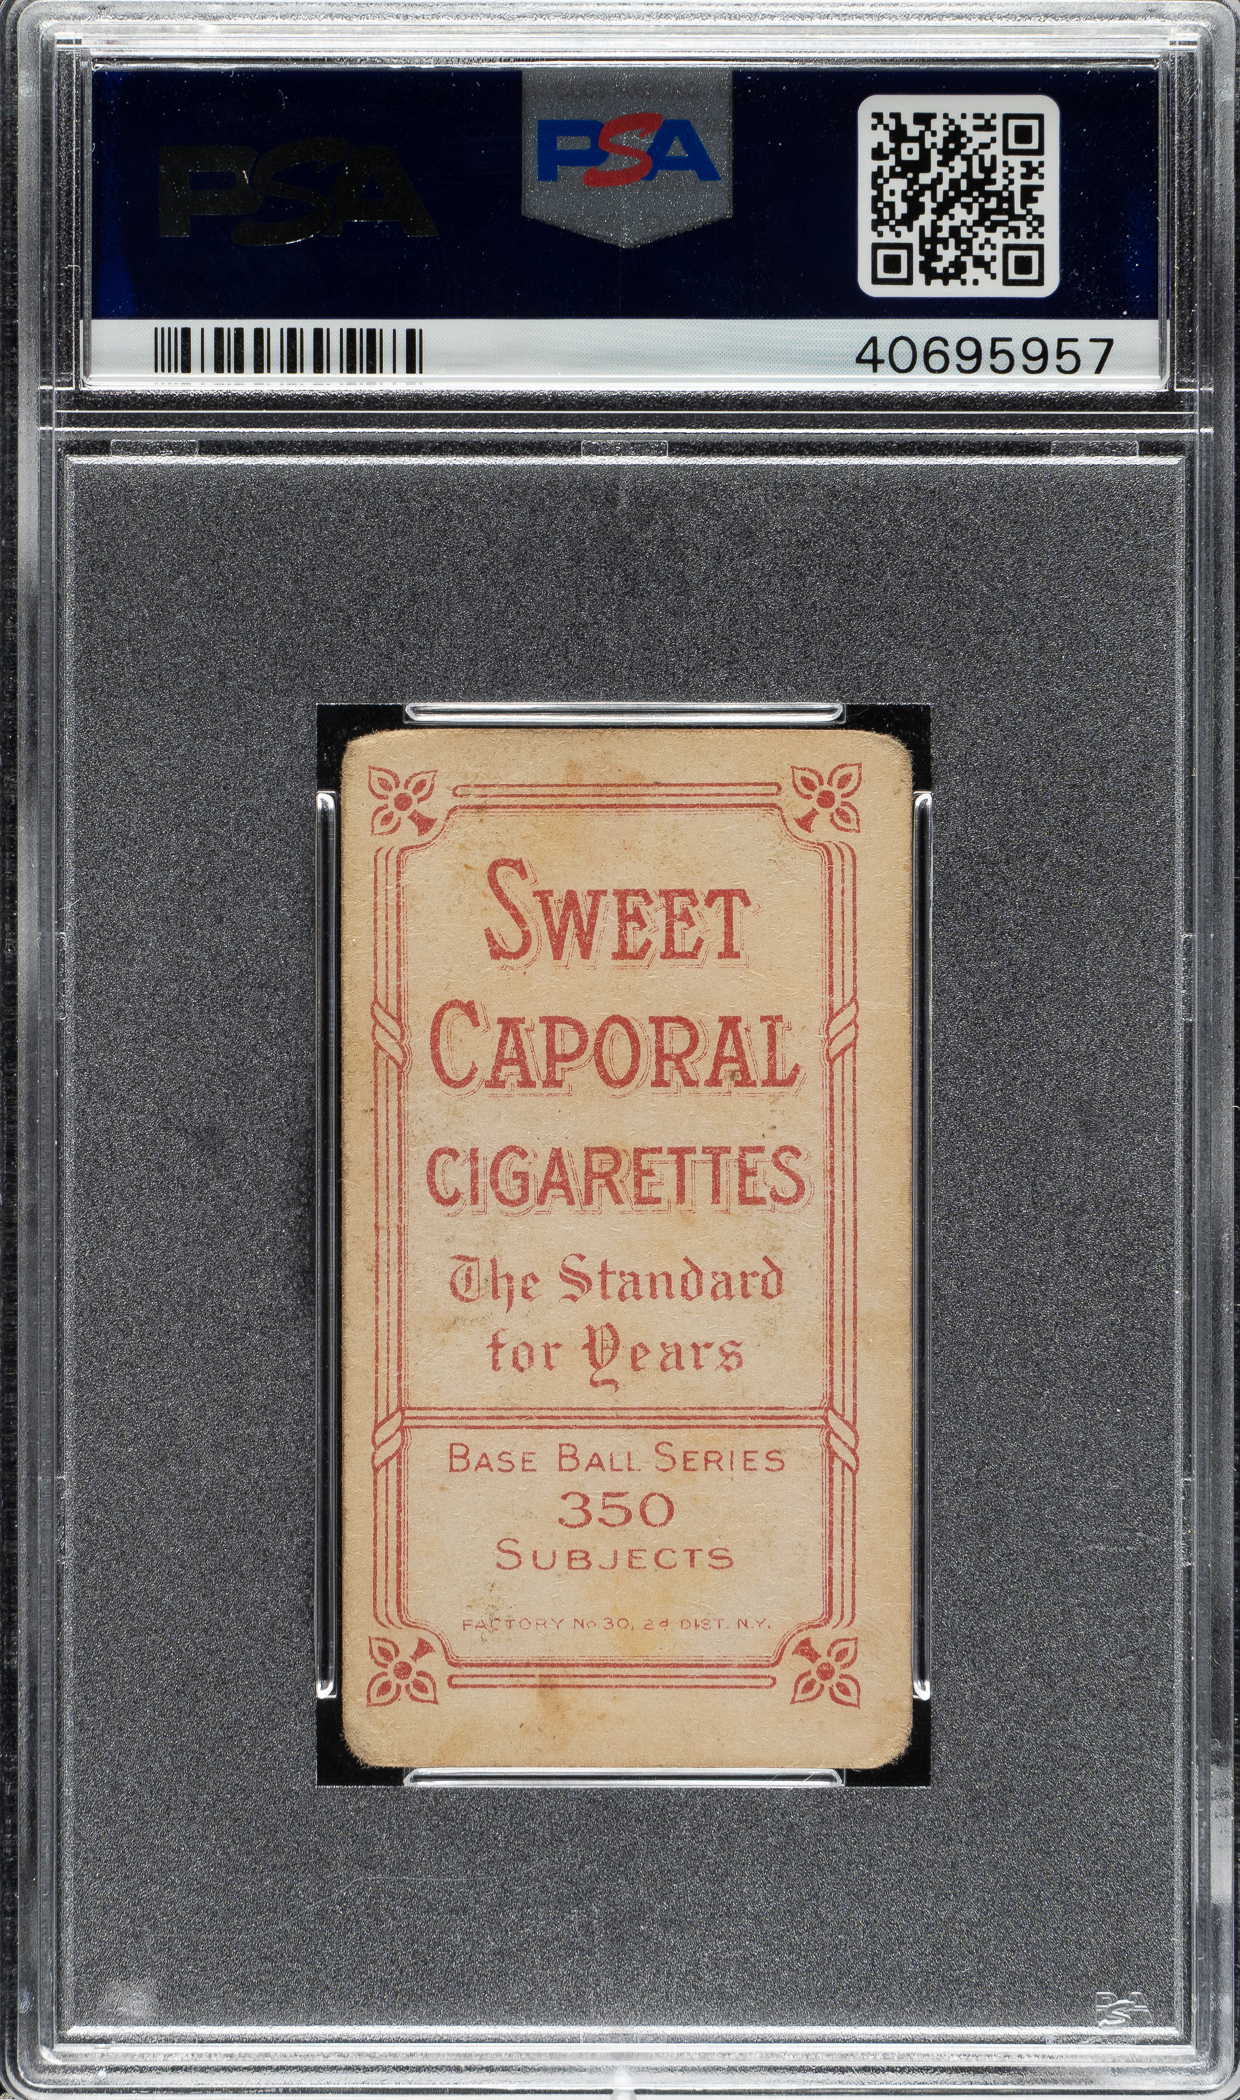 PSA
PSA
40695957
SWEET
CAPORAL
CIGARETTES
The Standard
for Years
BASE BALL SERIES
350
SUBJECTS
FACTORY No. 30, 2d DIST. N.Y.
PSA